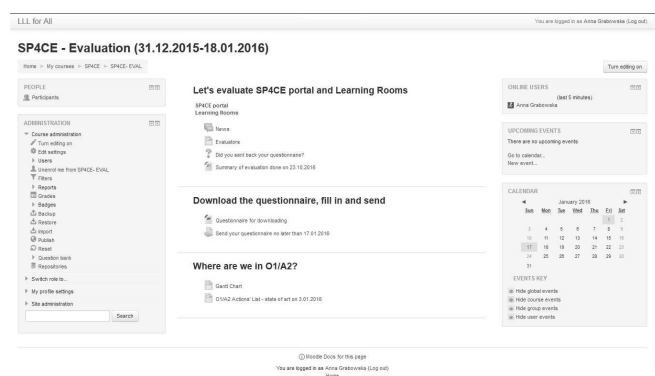 LLL for All
You are logged in as Anna Grabowska (Log out)
SP4CE - Evaluation (31.12.2015-18.01.2016)
Home ► My courses ► SP4CE ► SP4CE- EVAL
Turn editing on
PEOPLE
Participants
ADMINISTRATION
Course administration
Turn editing on
Edit settings
Users
Unenrol me from SP4CE- EVAL
Filters
Reports
Grades
Badges
Backup
Restore
Import
Publish
Reset
Question bank
Repositories
Switch role to...
My profile settings
Site administration
Search
Let's evaluate SP4CE portal and Learning Rooms
SP4CE portal
Learning Rooms
News
Evaluators
Did you sent back your questionnarie?
Summary of evaluation done on 23.10.2016
Download the questionnaire, fill in and send
Questionnaire for downloading
Send your questionnaire no later than 17.01.2016
Where are we in O1/A2?
Gantt Chart
O1/A2 Actions' List - state of art on 3.01.2016
ONLINE USERS
(last 5 minutes)
Anna Grabowska
UPCOMING EVENTS
There are no upcoming events
Go to calendar...
New event...
CALENDAR
◄ January 2016 ►
Sun Mon Tue Wed Thu Fri Sat
1 2
3 4 5 6 7 8 9
10 11 12 13 14 15 16
17 18 19 20 21 22 23
24 25 26 27 28 29 30
31
EVENTS KEY
Hide global events
Hide course events
Hide group events
Hide user events
Moodle Docs for this page
You are logged in as Anna Grabowska (Log out)
Home